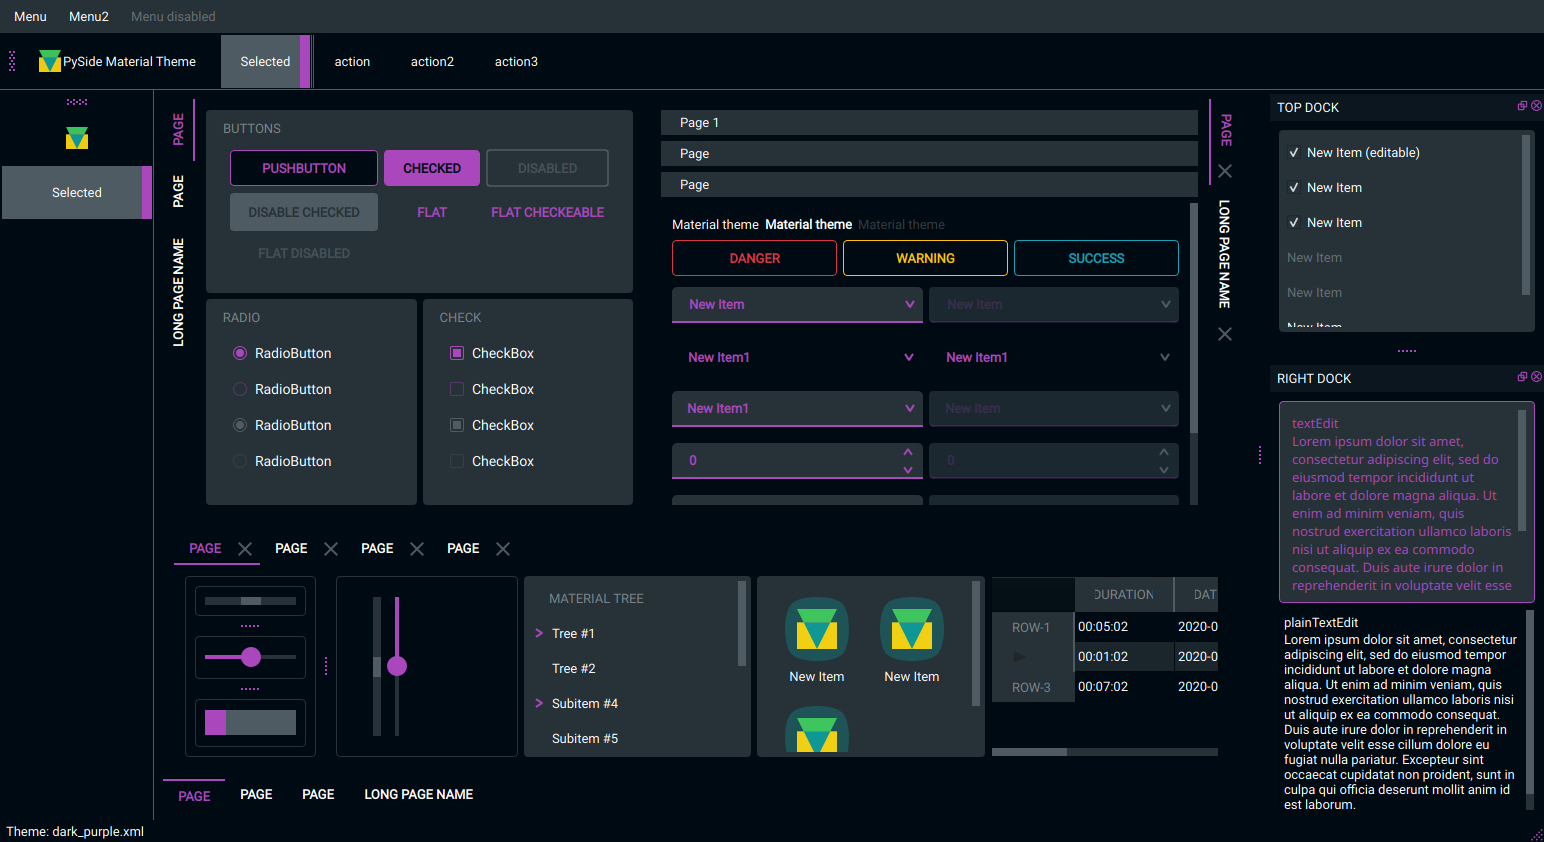 Menu Menu2 Menu disabled
PySide Material Theme Selected action action2 action3
Selected
PAGE
PAGE
LONG PAGE NAME
BUTTONS
PUSHBUTTON CHECKED DISABLED
DISABLE CHECKED FLAT FLAT CHECKEABLE
FLAT DISABLED
RADIO
RadioButton
RadioButton
RadioButton
RadioButton
CHECK
CheckBox
CheckBox
CheckBox
CheckBox
Page 1
Page
Page
Material theme Material theme Material theme
DANGER WARNING SUCCESS
New Item New Item
New Item1 New Item1
New Item1 New Item
0 0
PAGE
LONG PAGE NAME
TOP DOCK
New Item (editable)
New Item
New Item
New Item
New Item
New Item
RIGHT DOCK
textEdit
Lorem ipsum dolor sit amet,
consectetur adipiscing elit, sed do
eiusmod tempor incididunt ut
labore et dolore magna aliqua. Ut
enim ad minim veniam, quis
nostrud exercitation ullamco laboris
nisi ut aliquip ex ea commodo
consequat. Duis aute irure dolor in
reprehenderit in voluptate velit esse
plainTextEdit
Lorem ipsum dolor sit amet, consectetur
adipiscing elit, sed do eiusmod tempor
incididunt ut labore et dolore magna
aliqua. Ut enim ad minim veniam, quis
nostrud exercitation ullamco laboris nisi
ut aliquip ex ea commodo consequat.
Duis aute irure dolor in reprehenderit in
voluptate velit esse cillum dolore eu
fugiat nulla pariatur. Excepteur sint
occaecat cupidatat non proident, sunt in
culpa qui officia deserunt mollit anim id
est laborum.
PAGE PAGE PAGE PAGE
MATERIAL TREE
Tree #1
Tree #2
Subitem #4
Subitem #5
New Item New Item
DURATION DAT
ROW-1 00:05:02 2020-0
00:01:02 2020-0
ROW-3 00:07:02 2020-0
PAGE PAGE PAGE LONG PAGE NAME
Theme: dark_purple.xml